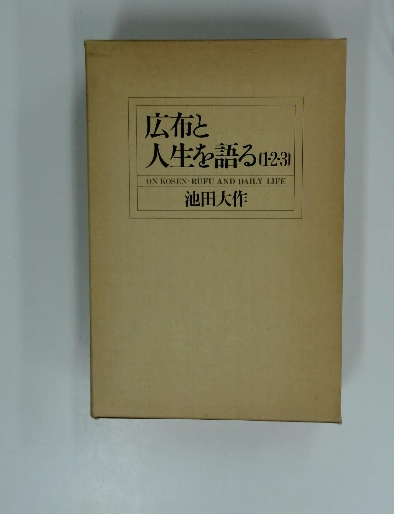 広布と
人生を語る(1・2・3)
ON KOSEN-RUFU AND DAILY LIFE
池田大作